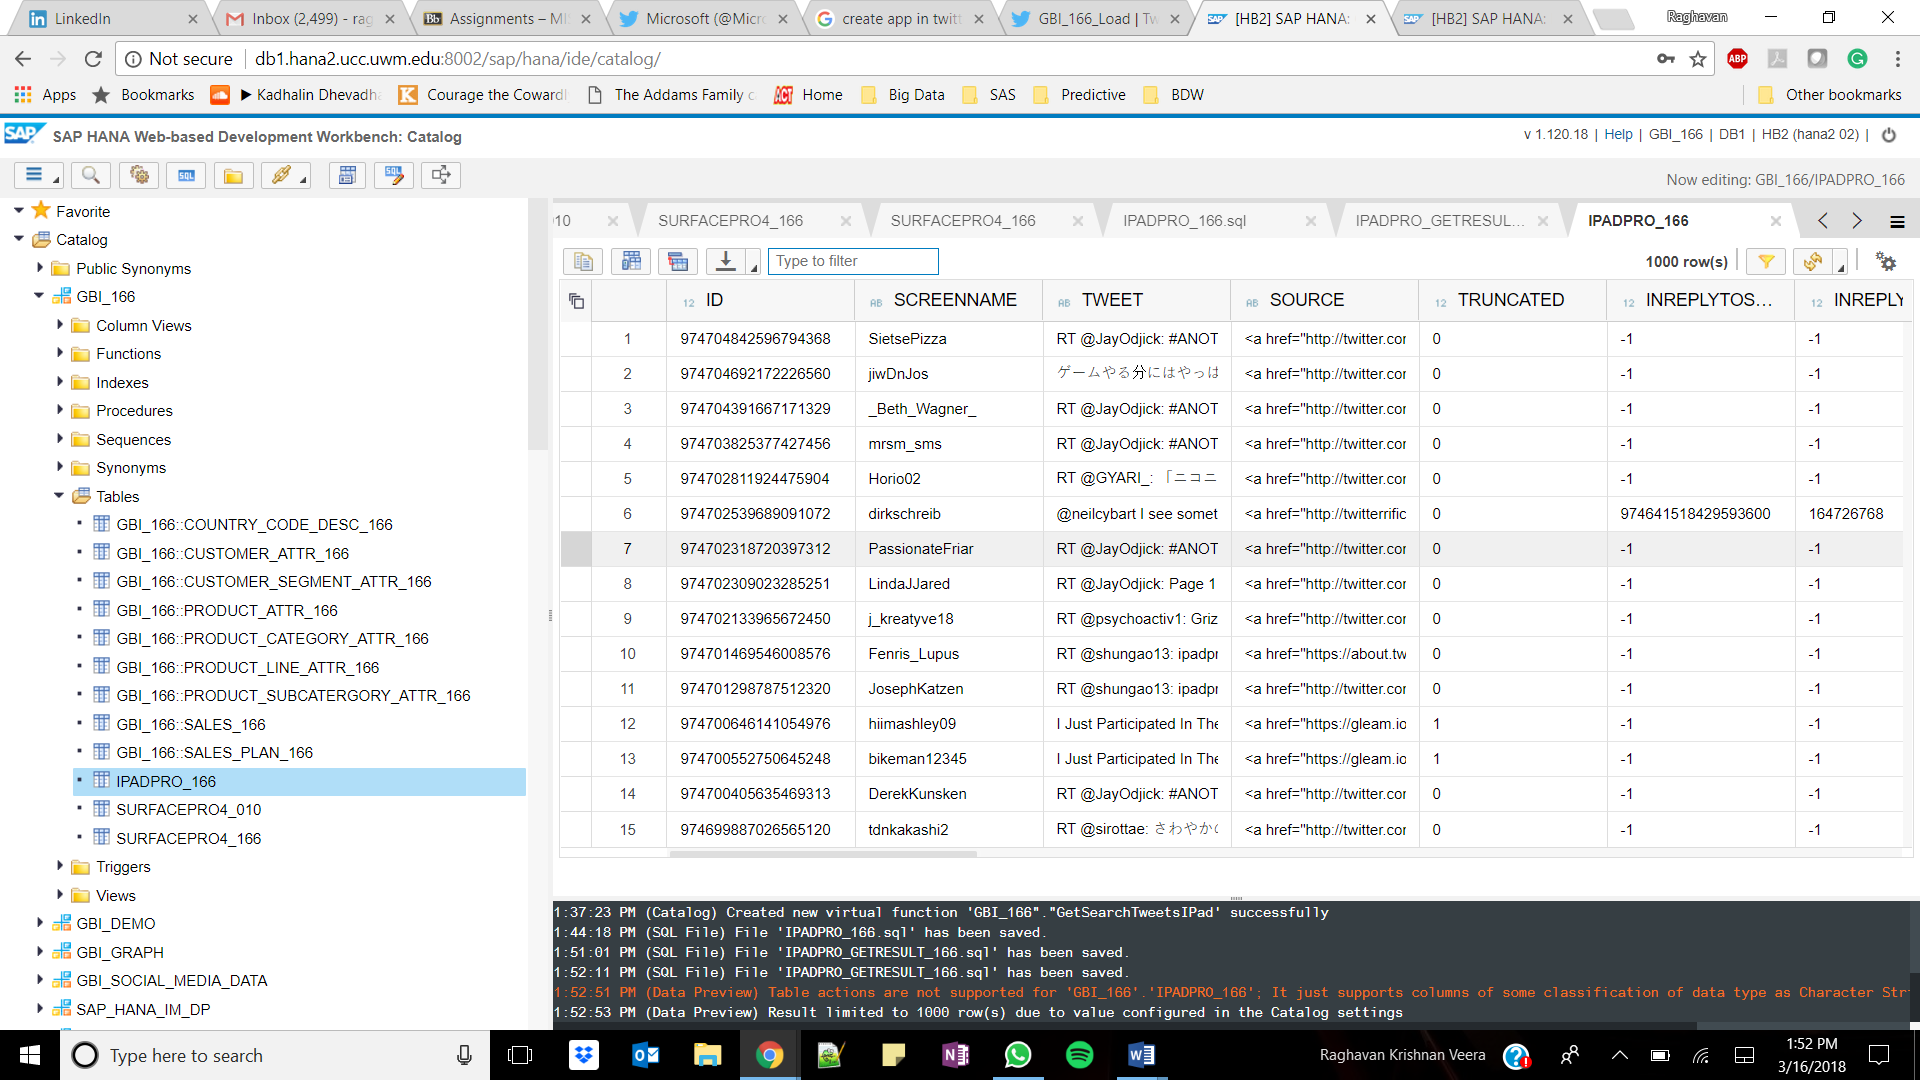 LinkedIn
Inbox (2,499) - rag
Assignments – MI
Microsoft (@Micro
create app in twitt
GBI_166_Load | Tw
[HB2] SAP HANA:
[HB2] SAP HANA:
Raghavan
Not secure | db1.hana2.ucc.uwm.edu:8002/sap/hana/ide/catalog/
Apps Bookmarks Kadhalin Dhevadha Courage the Coward The Addams Family c Home Big Data SAS Predictive BDW Other bookmarks
SAP SAP HANA Web-based Development Workbench: Catalog
v 1.120.18 | Help | GBI_166 | DB1 | HB2 (hana2 02) |
Now editing: GBI_166/IPADPRO_166
Favorite
Catalog
Public Synonyms
GBI_166
Column Views
Functions
Indexes
Procedures
Sequences
Synonyms
Tables
GBI_166::COUNTRY_CODE_DESC_166
GBI_166::CUSTOMER_ATTR_166
GBI_166::CUSTOMER_SEGMENT_ATTR_166
GBI_166::PRODUCT_ATTR_166
GBI_166::PRODUCT_CATEGORY_ATTR_166
GBI_166::PRODUCT_LINE_ATTR_166
GBI_166::PRODUCT_SUBCATERGORY_ATTR_166
GBI_166::SALES_166
GBI_166::SALES_PLAN_166
IPADPRO_166
SURFACEPRO4_010
SURFACEPRO4_166
Triggers
Views
GBI_DEMO
GBI_GRAPH
GBI_SOCIAL_MEDIA_DATA
SAP_HANA_IM_DP
010 SURFACEPRO4_166 SURFACEPRO4_166 IPADPRO_166.sql IPADPRO_GETRESUL... IPADPRO_166
Type to filter
1000 row(s)
12 ID AB SCREENNAME AB TWEET AB SOURCE 12 TRUNCATED 12 INREPLYTOS... 12 INREPLY
1 974704842596794368 SietsePizza RT @JayOdjick: #ANOT <a href="http://twitter.cor 0 -1 -1
2 974704692172226560 jiwDnJos ゲームやる分にはやっは <a href="http://twitter.cor 0 -1 -1
3 974704391667171329 _Beth_Wagner_ RT @JayOdjick: #ANOT <a href="http://twitter.cor 0 -1 -1
4 974703825377427456 mrsm_sms RT @JayOdjick: #ANOT <a href="http://twitter.cor 0 -1 -1
5 974702811924475904 Horio02 RT @GYARI_: 「ニコニ <a href="http://twitter.cor 0 -1 -1
6 974702539689091072 dirkschreib @neilcybart I see somet <a href="http://twitterrific 0 974641518429593600 164726768
7 974702318720397312 PassionateFriar RT @JayOdjick: #ANOT <a href="http://twitter.cor 0 -1 -1
8 974702309023285251 LindaJJared RT @JayOdjick: Page 1 <a href="http://twitter.cor 0 -1 -1
9 974702133965672450 j_kreatyve18 RT @psychoactiv1: Griz <a href="http://twitter.cor 0 -1 -1
10 974701469546008576 Fenris_Lupus RT @shungao13: ipadpr <a href="https://about.tw 0 -1 -1
11 974701298787512320 JosephKatzen RT @shungao13: ipadpr <a href="http://twitter.cor 0 -1 -1
12 974700646141054976 hiimashley09 I Just Participated In The <a href="https://gleam.io 1 -1 -1
13 974700552750645248 bikeman12345 I Just Participated In The <a href="https://gleam.io 1 -1 -1
14 974700405635469313 DerekKunsken RT @JayOdjick: #ANOT <a href="http://twitter.cor 0 -1 -1
15 974699887026565120 tdnkakashi2 RT @sirottae: さわやかの <a href="http://twitter.cor 0 -1 -1
1:37:23 PM (Catalog) Created new virtual function 'GBI_166"."GetSearchTweetsIPad' successfully
1:44:18 PM (SQL File) File 'IPADPRO_166.sql' has been saved.
1:51:01 PM (SQL File) File 'IPADPRO_GETRESULT_166.sql' has been saved.
1:52:11 PM (SQL File) File 'IPADPRO_GETRESULT_166.sql' has been saved.
1:52:51 PM (Data Preview) Table actions are not supported for 'GBI_166'.'IPADPRO_166'; It just supports columns of some classification of data type as Character Str
1:52:53 PM (Data Preview) Result limited to 1000 row(s) due to value configured in the Catalog settings
Type here to search
Raghavan Krishnan Veera
1:52 PM
3/16/2018